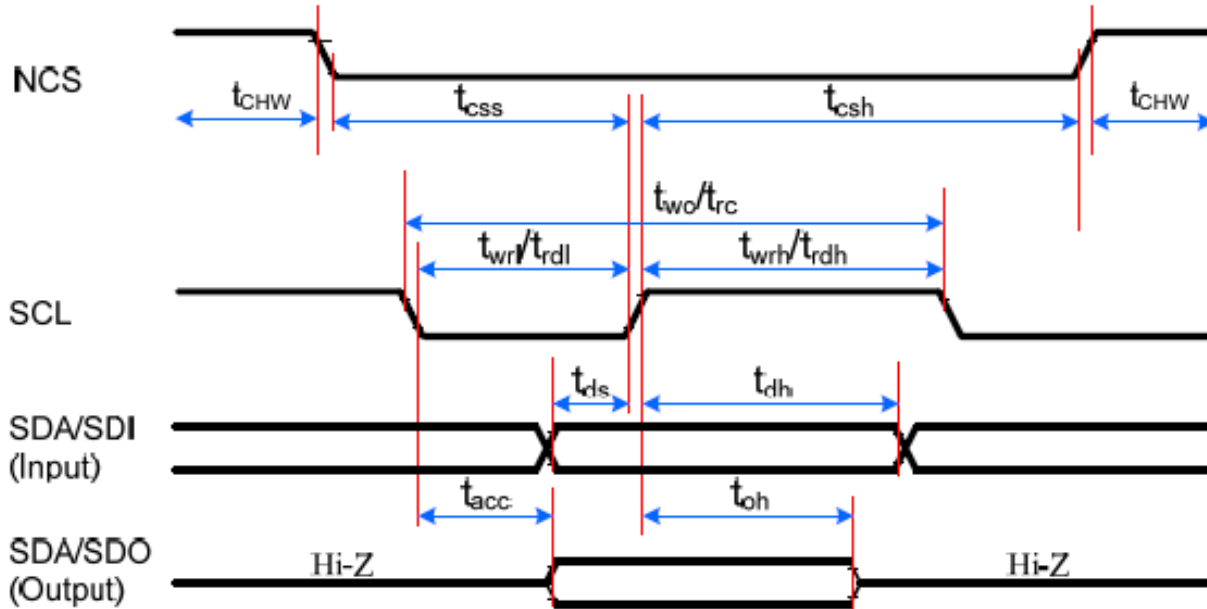 NCS
tCHW
tcss
tcsh
tCHW
twc/trc
twrl/trdl
twrh/trdh
SCL
tds
tdh
SDA/SDI
(Input)
tacc
toh
SDA/SDO
(Output)
Hi-Z
Hi-Z